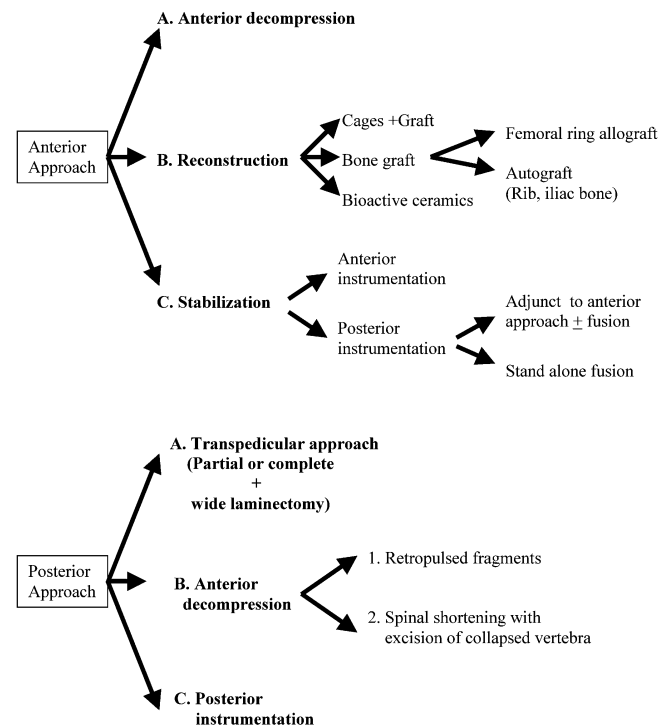 A. Anterior decompression
Anterior
Approach
B. Reconstruction
Cages +Graft
Bone graft
Bioactive ceramics
Femoral ring allograft
Autograft
(Rib, iliac bone)
C. Stabilization
Anterior
instrumentation
Posterior
instrumentation
Adjunct to anterior
approach ± fusion
Stand alone fusion
A. Transpedicular approach
(Partial or complete
+
wide laminectomy)
Posterior
Approach
B. Anterior
decompression
1. Retropulsed fragments
2. Spinal shortening with
excision of collapsed vertebra
C. Posterior
instrumentation